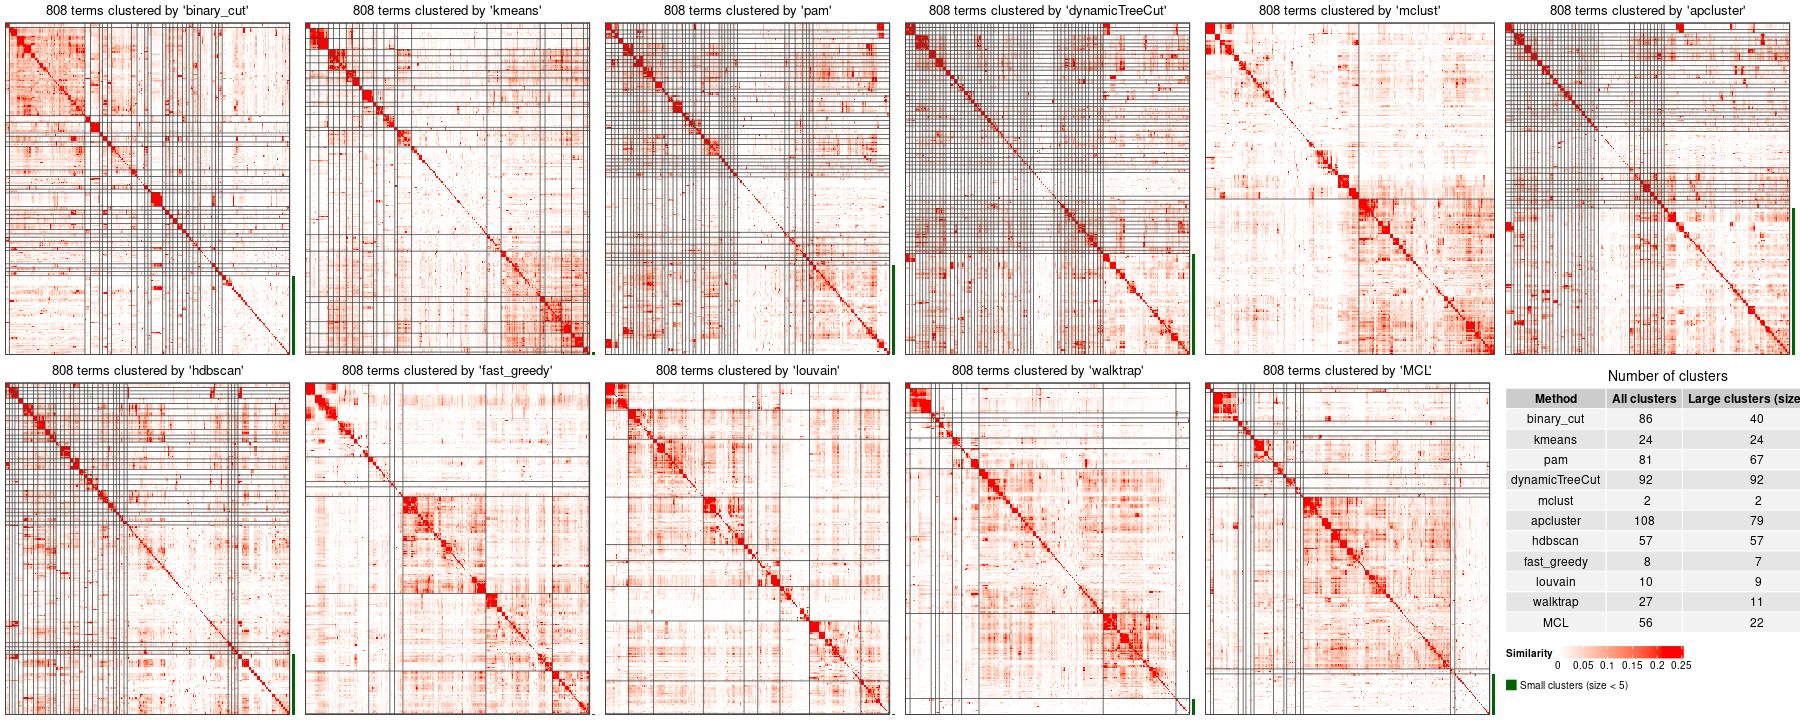 808 terms clustered by 'binary_cut'
808 terms clustered by 'kmeans'
808 terms clustered by 'pam'
808 terms clustered by 'dynamicTreeCut'
808 terms clustered by 'mclust'
808 terms clustered by 'apcluster'
808 terms clustered by 'hdbscan'
808 terms clustered by 'fast_greedy'
808 terms clustered by 'louvain'
808 terms clustered by 'walktrap'
808 terms clustered by 'MCL'
Number of clusters
Method All clusters Large clusters (size
binary_cut 86 40
kmeans 24 24
pam 81 67
dynamicTreeCut 92 92
mclust 2 2
apcluster 108 79
hdbscan 57 57
fast_greedy 8 7
louvain 10 9
walktrap 27 11
MCL 56 22
Similarity
0 0.05 0.1 0.15 0.2 0.25
Small clusters (size < 5)